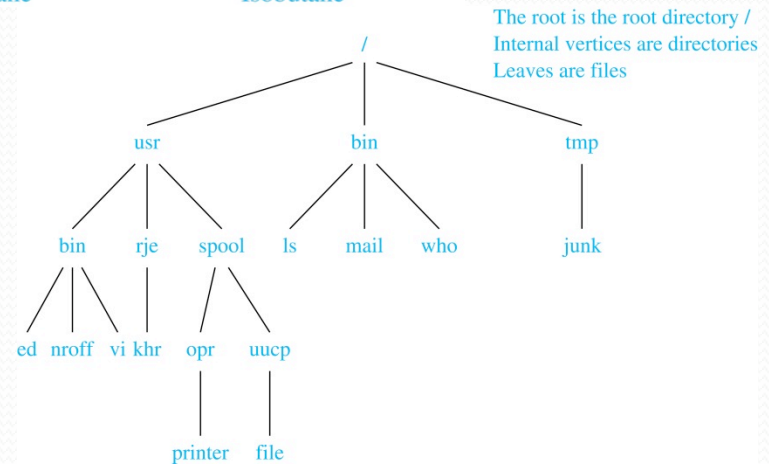 The root is the root directory /
/
Internal vertices are directories
Leaves are files
usr bin tmp
bin rje spool ls mail who junk
ed nroff vi khr opr uucp
printer file